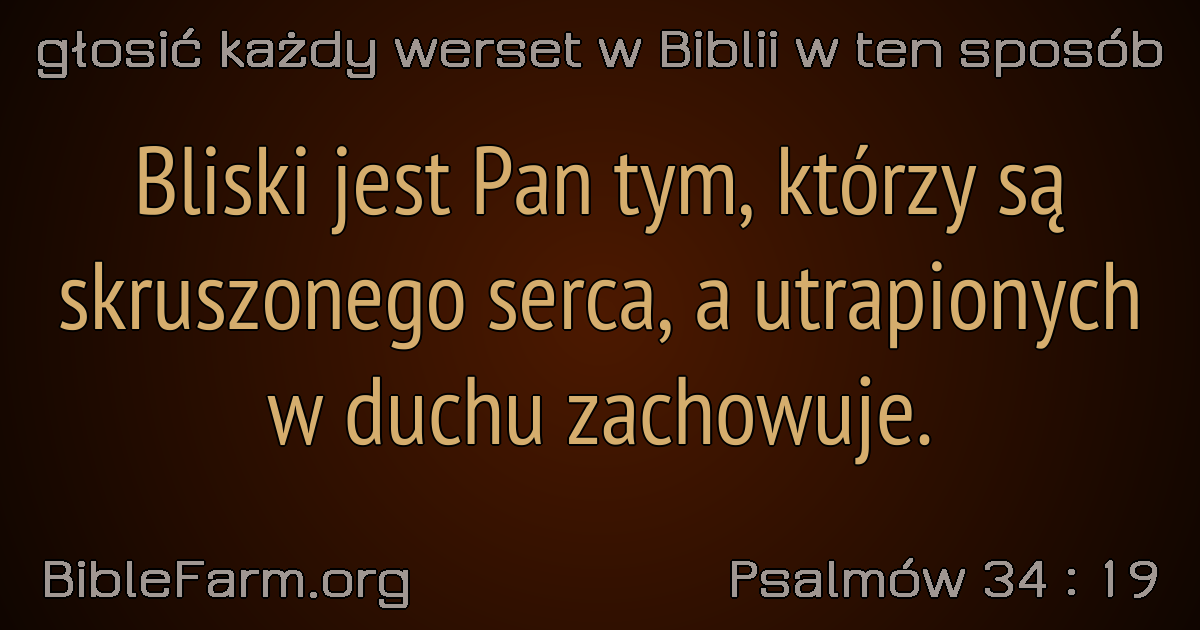 głosić każdy werset w Biblii w ten sposób
Bliski jest Pan tym, którzy są
skruszonego serca, a utrapionych
w duchu zachowuje.
BibleFarm.org
Psalmów 34 : 19